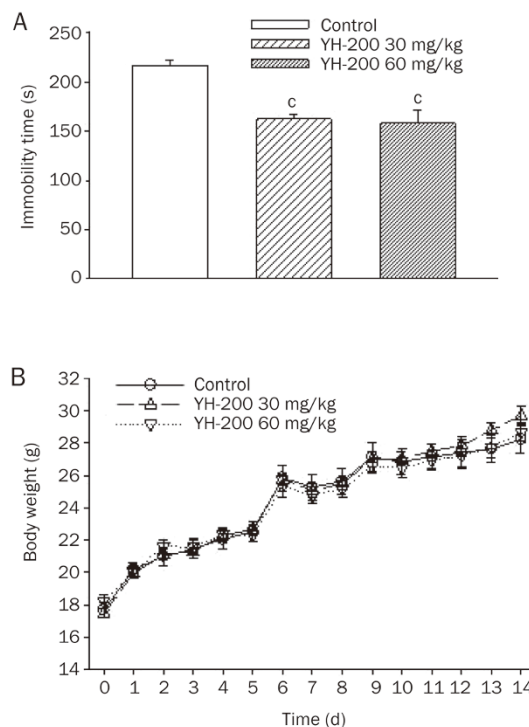 A
Control
YH-200 30 mg/kg
YH-200 60 mg/kg
250
200
150
100
50
0
Immobility time (s)
c
c
B
Control
YH-200 30 mg/kg
YH-200 60 mg/kg
32
30
28
26
24
22
20
18
16
14
Body weight (g)
0 1 2 3 4 5 6 7 8 9 10 11 12 13 14
Time (d)